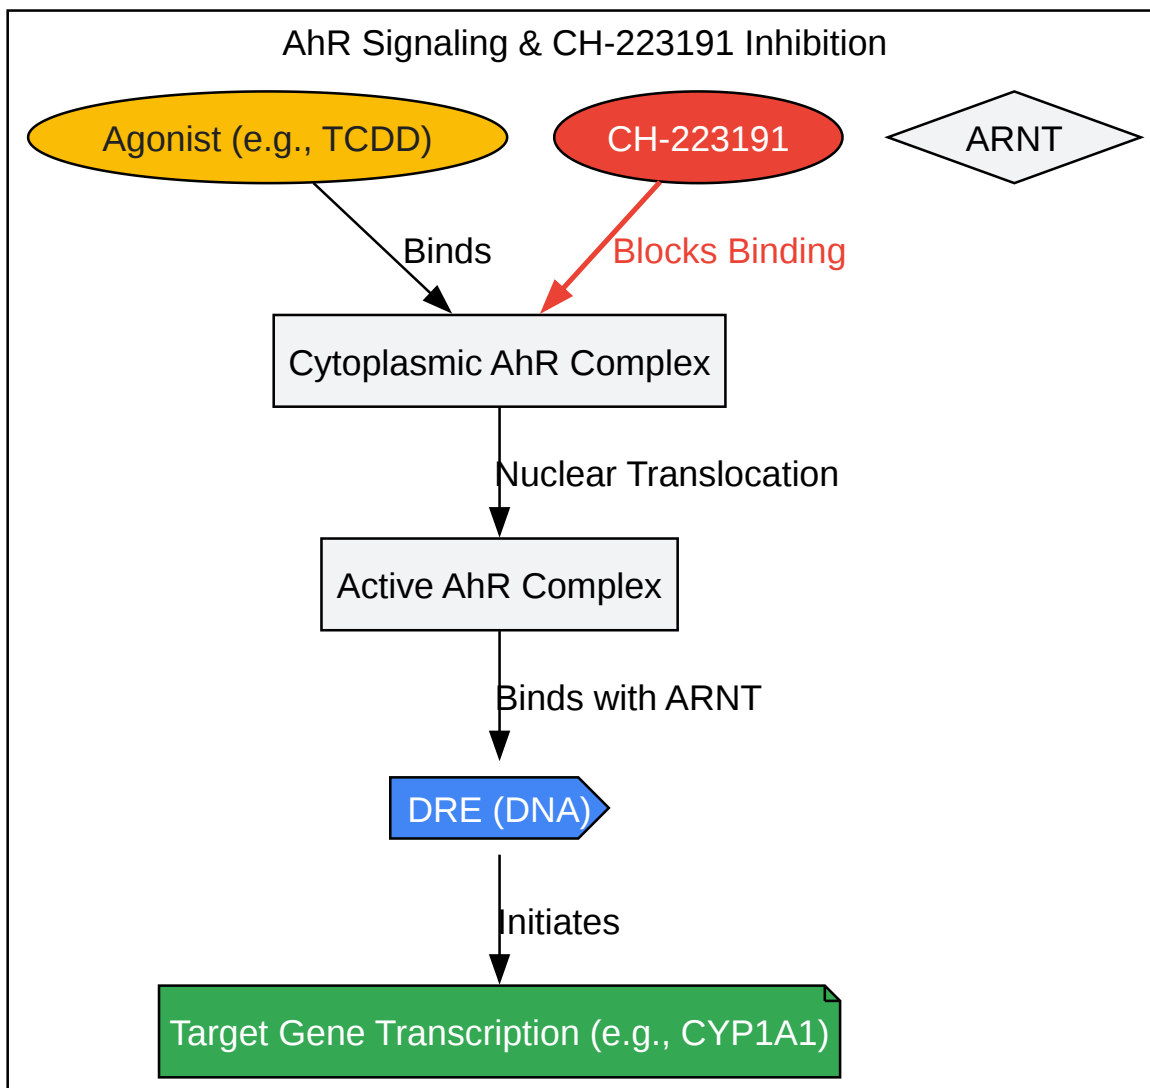 AhR Signaling & CH-223191 Inhibition
Agonist (e.g., TCDD)
CH-223191
ARNT
Binds
Blocks Binding
Cytoplasmic AhR Complex
Nuclear Translocation
Active AhR Complex
Binds with ARNT
DRE (DNA)
Initiates
Target Gene Transcription (e.g., CYP1A1)